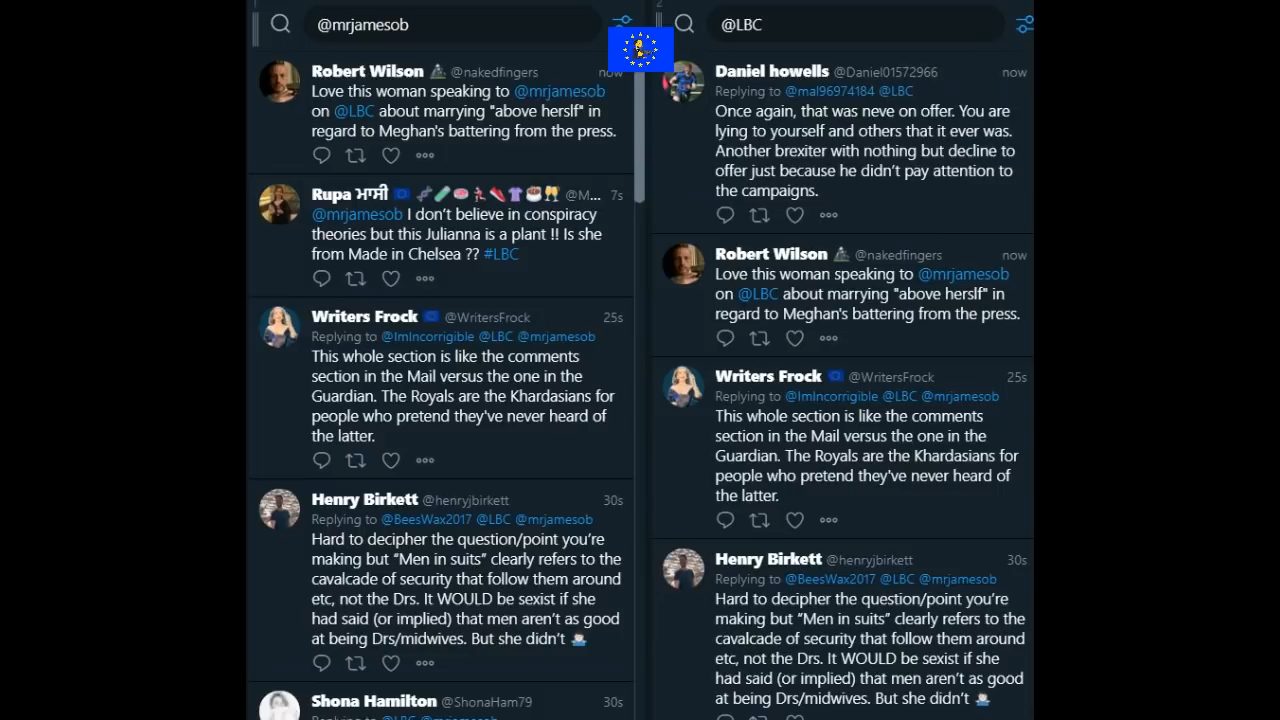 @mrjamesob
Robert Wilson @nakedfingers now
Love this woman speaking to @mrjamesob
on @LBC about marrying "above herslf" in
regard to Meghan's battering from the press.
Rupa ਮਾਸੀ @M... 7s
@mrjamesob I don't believe in conspiracy
theories but this Julianna is a plant !! Is she
from Made in Chelsea ?? #LBC
Writers Frock @WritersFrock 25s
Replying to @ImIncorrigible @LBC @mrjamesob
This whole section is like the comments
section in the Mail versus the one in the
Guardian. The Royals are the Khardasians for
people who pretend they've never heard of
the latter.
Henry Birkett @henryjbirkett 30s
Replying to @BeesWax2017 @LBC @mrjamesob
Hard to decipher the question/point you're
making but "Men in suits" clearly refers to the
cavalcade of security that follow them around
etc, not the Drs. It WOULD be sexist if she
had said (or implied) that men aren't as good
at being Drs/midwives. But she didn't
Shona Hamilton @ShonaHam79 30s
Replying to @LBC @mrjamesob
2
@LBC
Daniel howells @Daniel01572966 now
Replying to @mal96974184 @LBC
Once again, that was neve on offer. You are
lying to yourself and others that it ever was.
Another brexiter with nothing but decline to
offer just because he didn't pay attention to
the campaigns.
Robert Wilson @nakedfingers now
Love this woman speaking to @mrjamesob
on @LBC about marrying "above herslf" in
regard to Meghan's battering from the press.
Writers Frock @WritersFrock 25s
Replying to @ImIncorrigible @LBC @mrjamesob
This whole section is like the comments
section in the Mail versus the one in the
Guardian. The Royals are the Khardasians for
people who pretend they've never heard of
the latter.
Henry Birkett @henryjbirkett 30s
Replying to @BeesWax2017 @LBC @mrjamesob
Hard to decipher the question/point you're
making but "Men in suits" clearly refers to the
cavalcade of security that follow them around
etc, not the Drs. It WOULD be sexist if she
had said (or implied) that men aren't as good
at being Drs/midwives. But she didn't